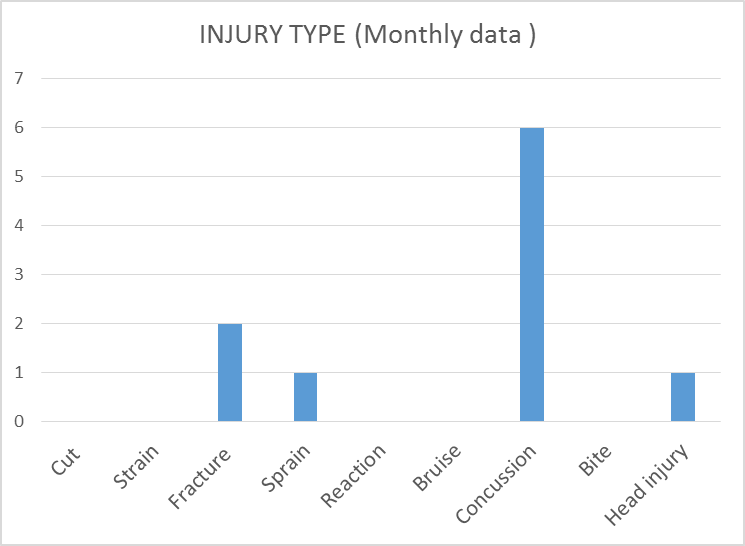 INJURY TYPE (Monthly data )
7
6
5
4
3
2
1
0
Cut
Strain
Fracture
Sprain
Reaction
Bruise
Concussion
Bite
Head injury